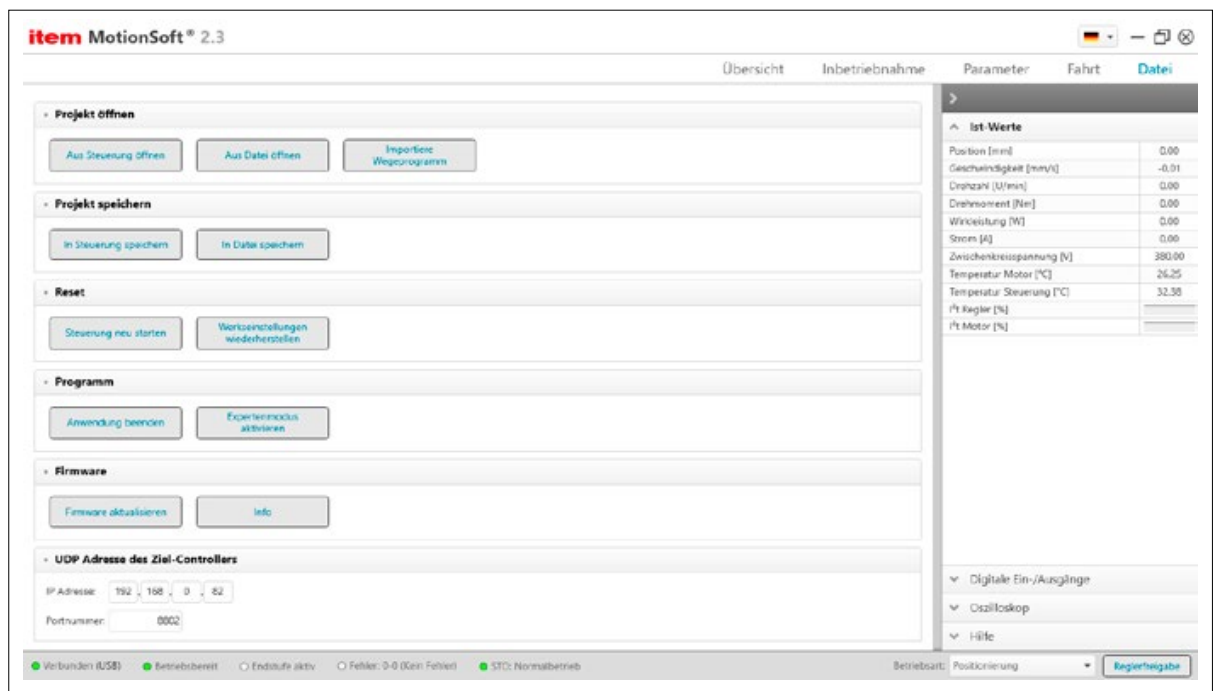 item MotionSoft® 2.3
Übersicht Inbetriebnahme Parameter Fahrt Datei
Projekt öffnen
Aus Steuerung öffnen
Aus Datei öffnen
Importiere
Wegeprogramm
Projekt speichern
In Steuerung speichern
In Datei speichern
Reset
Steuerung neu starten
Werkseinstellungen
wiederherstellen
Programm
Anwendung beenden
Expertenmodus
aktivieren
Firmware
Firmware aktualisieren
Info
UDP Adresse des Ziel-Controllers
IP Adresse: 192 . 168 . 0 . 82
Portnummer: 8802
Ist-Werte
Position [mm] 0.00
Geschwindigkeit [mm/s] -0.01
Drehzahl [U/min] 0.00
Drehmoment [Nm] 0.00
Wirkleistung [W] 0.00
Strom [A] 0.00
Zwischenkreisspannung [V] 380.00
Temperatur Motor [°C] 26.25
Temperatur Steuerung [°C] 32.38
I²t Regler [%]
I²t Motor [%]
Digitale Ein-/Ausgänge
Oszilloskop
Hilfe
Verbunden (USB) Betriebsbereit Endstufe aktiv Fehler: 0-0 (Kein Fehler) STO: Normalbetrieb Betriebsart: Positionierung Reglerfreigabe